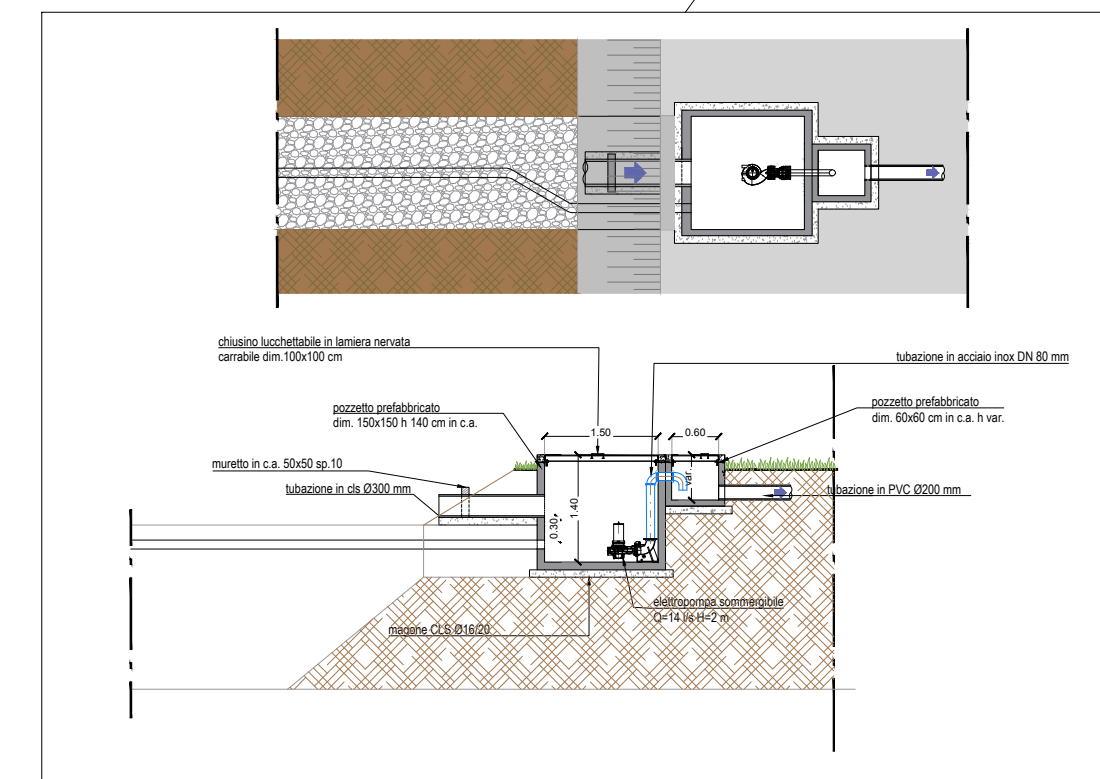 chiusino lucchettabile in lamiera nervata
carrabile dim.100x100 cm
tubazione in acciaio inox DN 80 mm
pozzetto prefabbricato
dim. 150x150 h 140 cm in c.a.
pozzetto prefabbricato
dim. 60x60 cm in c.a. h var.
1.50
0.60
muretto in c.a. 50x50 sp.10
tubazione in cls Ø300 mm
var.
tubazione in PVC Ø200 mm
1.40
0.30
elettropompa sommergibile
Q=14 l/s H=2 m
magone CLS Ø16/20